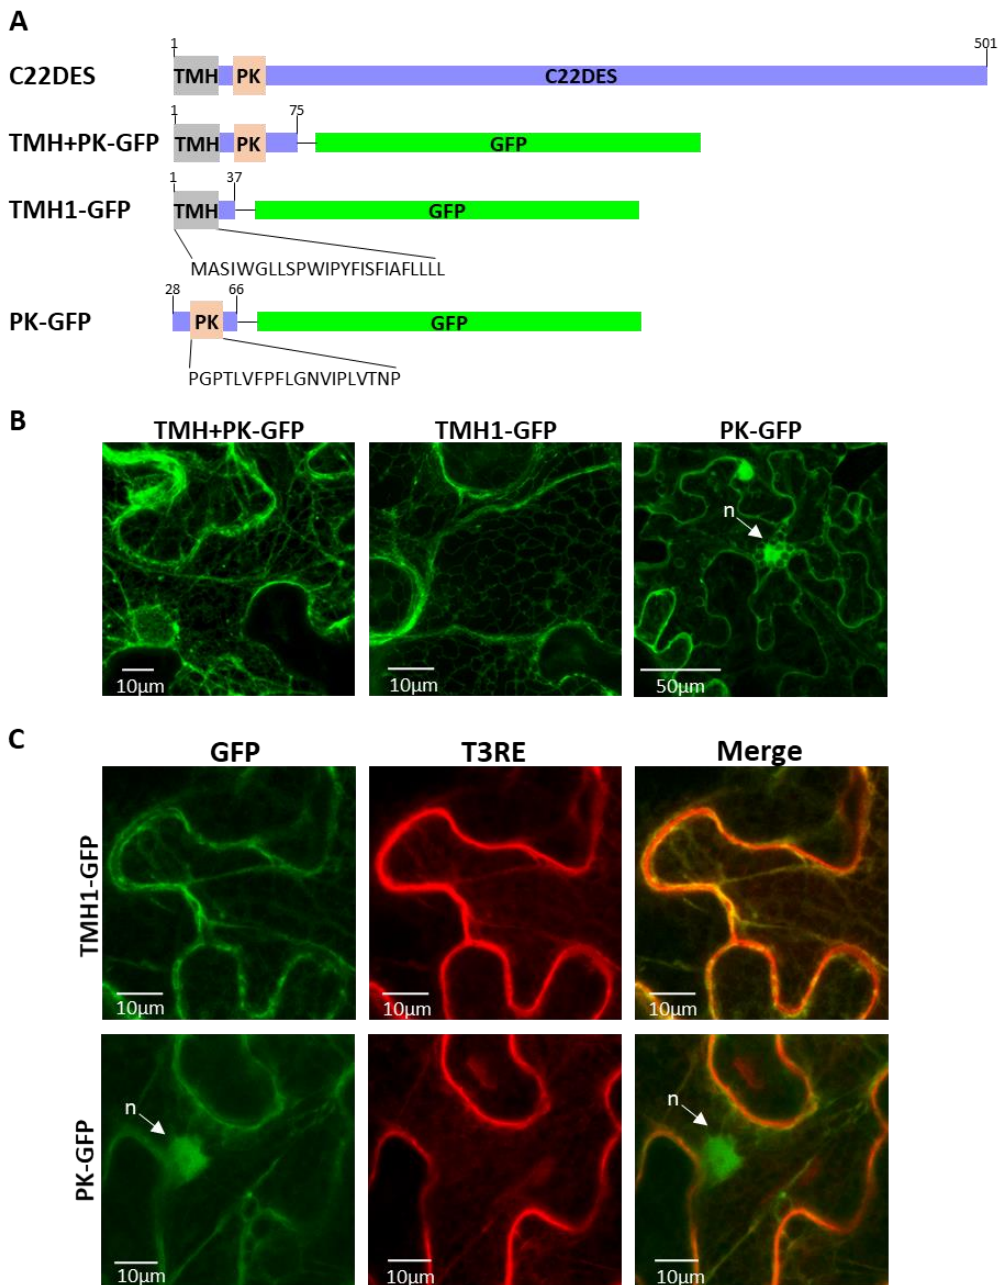 A
1 501
C22DES TMH PK C22DES
1 75
TMH+PK-GFP TMH PK GFP
1 37
TMH1-GFP TMH GFP
MASIWGLLSPWIPYFISFIAFLLLL
28 66
PK-GFP PK GFP
PGPTLVFPFLGNVIPLVTNP
B
TMH+PK-GFP TMH1-GFP PK-GFP
n
10μm 10μm 50μm
C
GFP T3RE Merge
TMH1-GFP
10μm 10μm 10μm
PK-GFP
n n
10μm 10μm 10μm